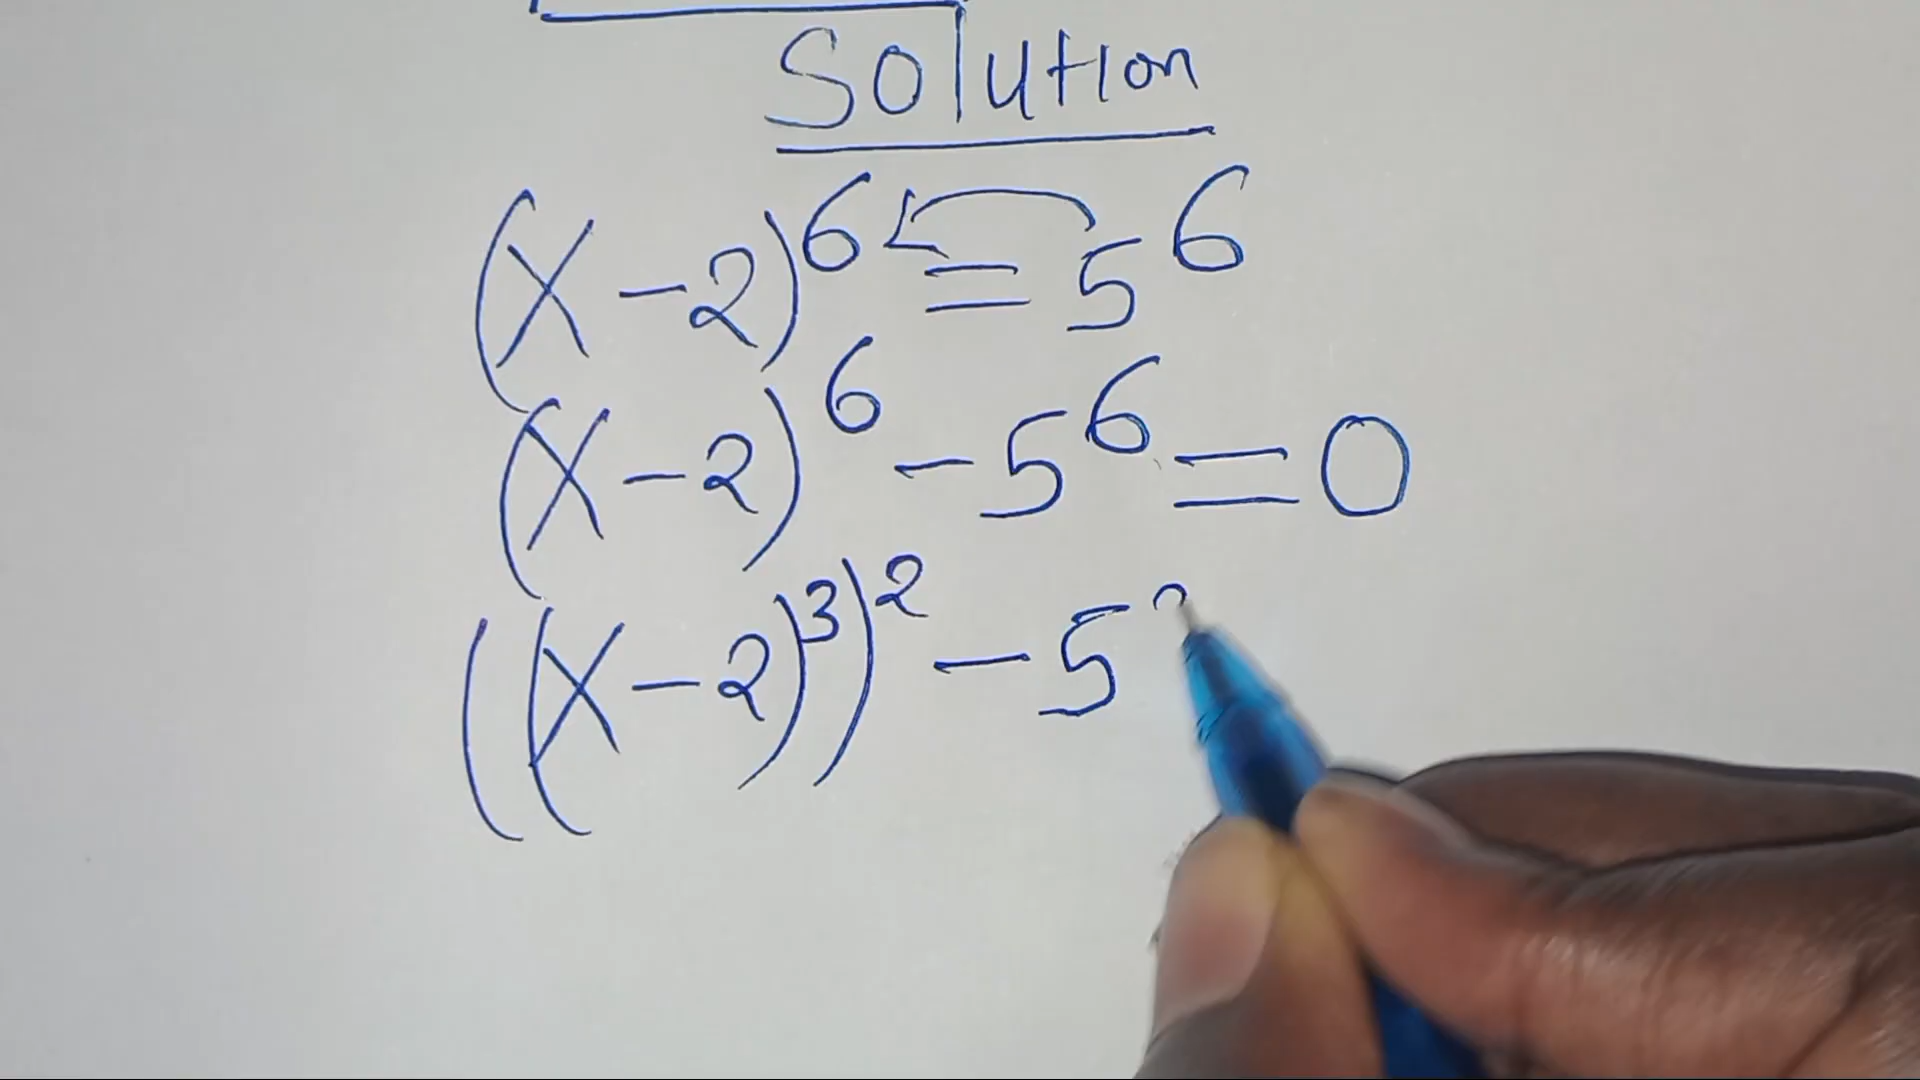 Solution
(x-2)^6 = 5^6
(x-2)^6 - 5^6 = 0
((x-2)^3)^2 - 5